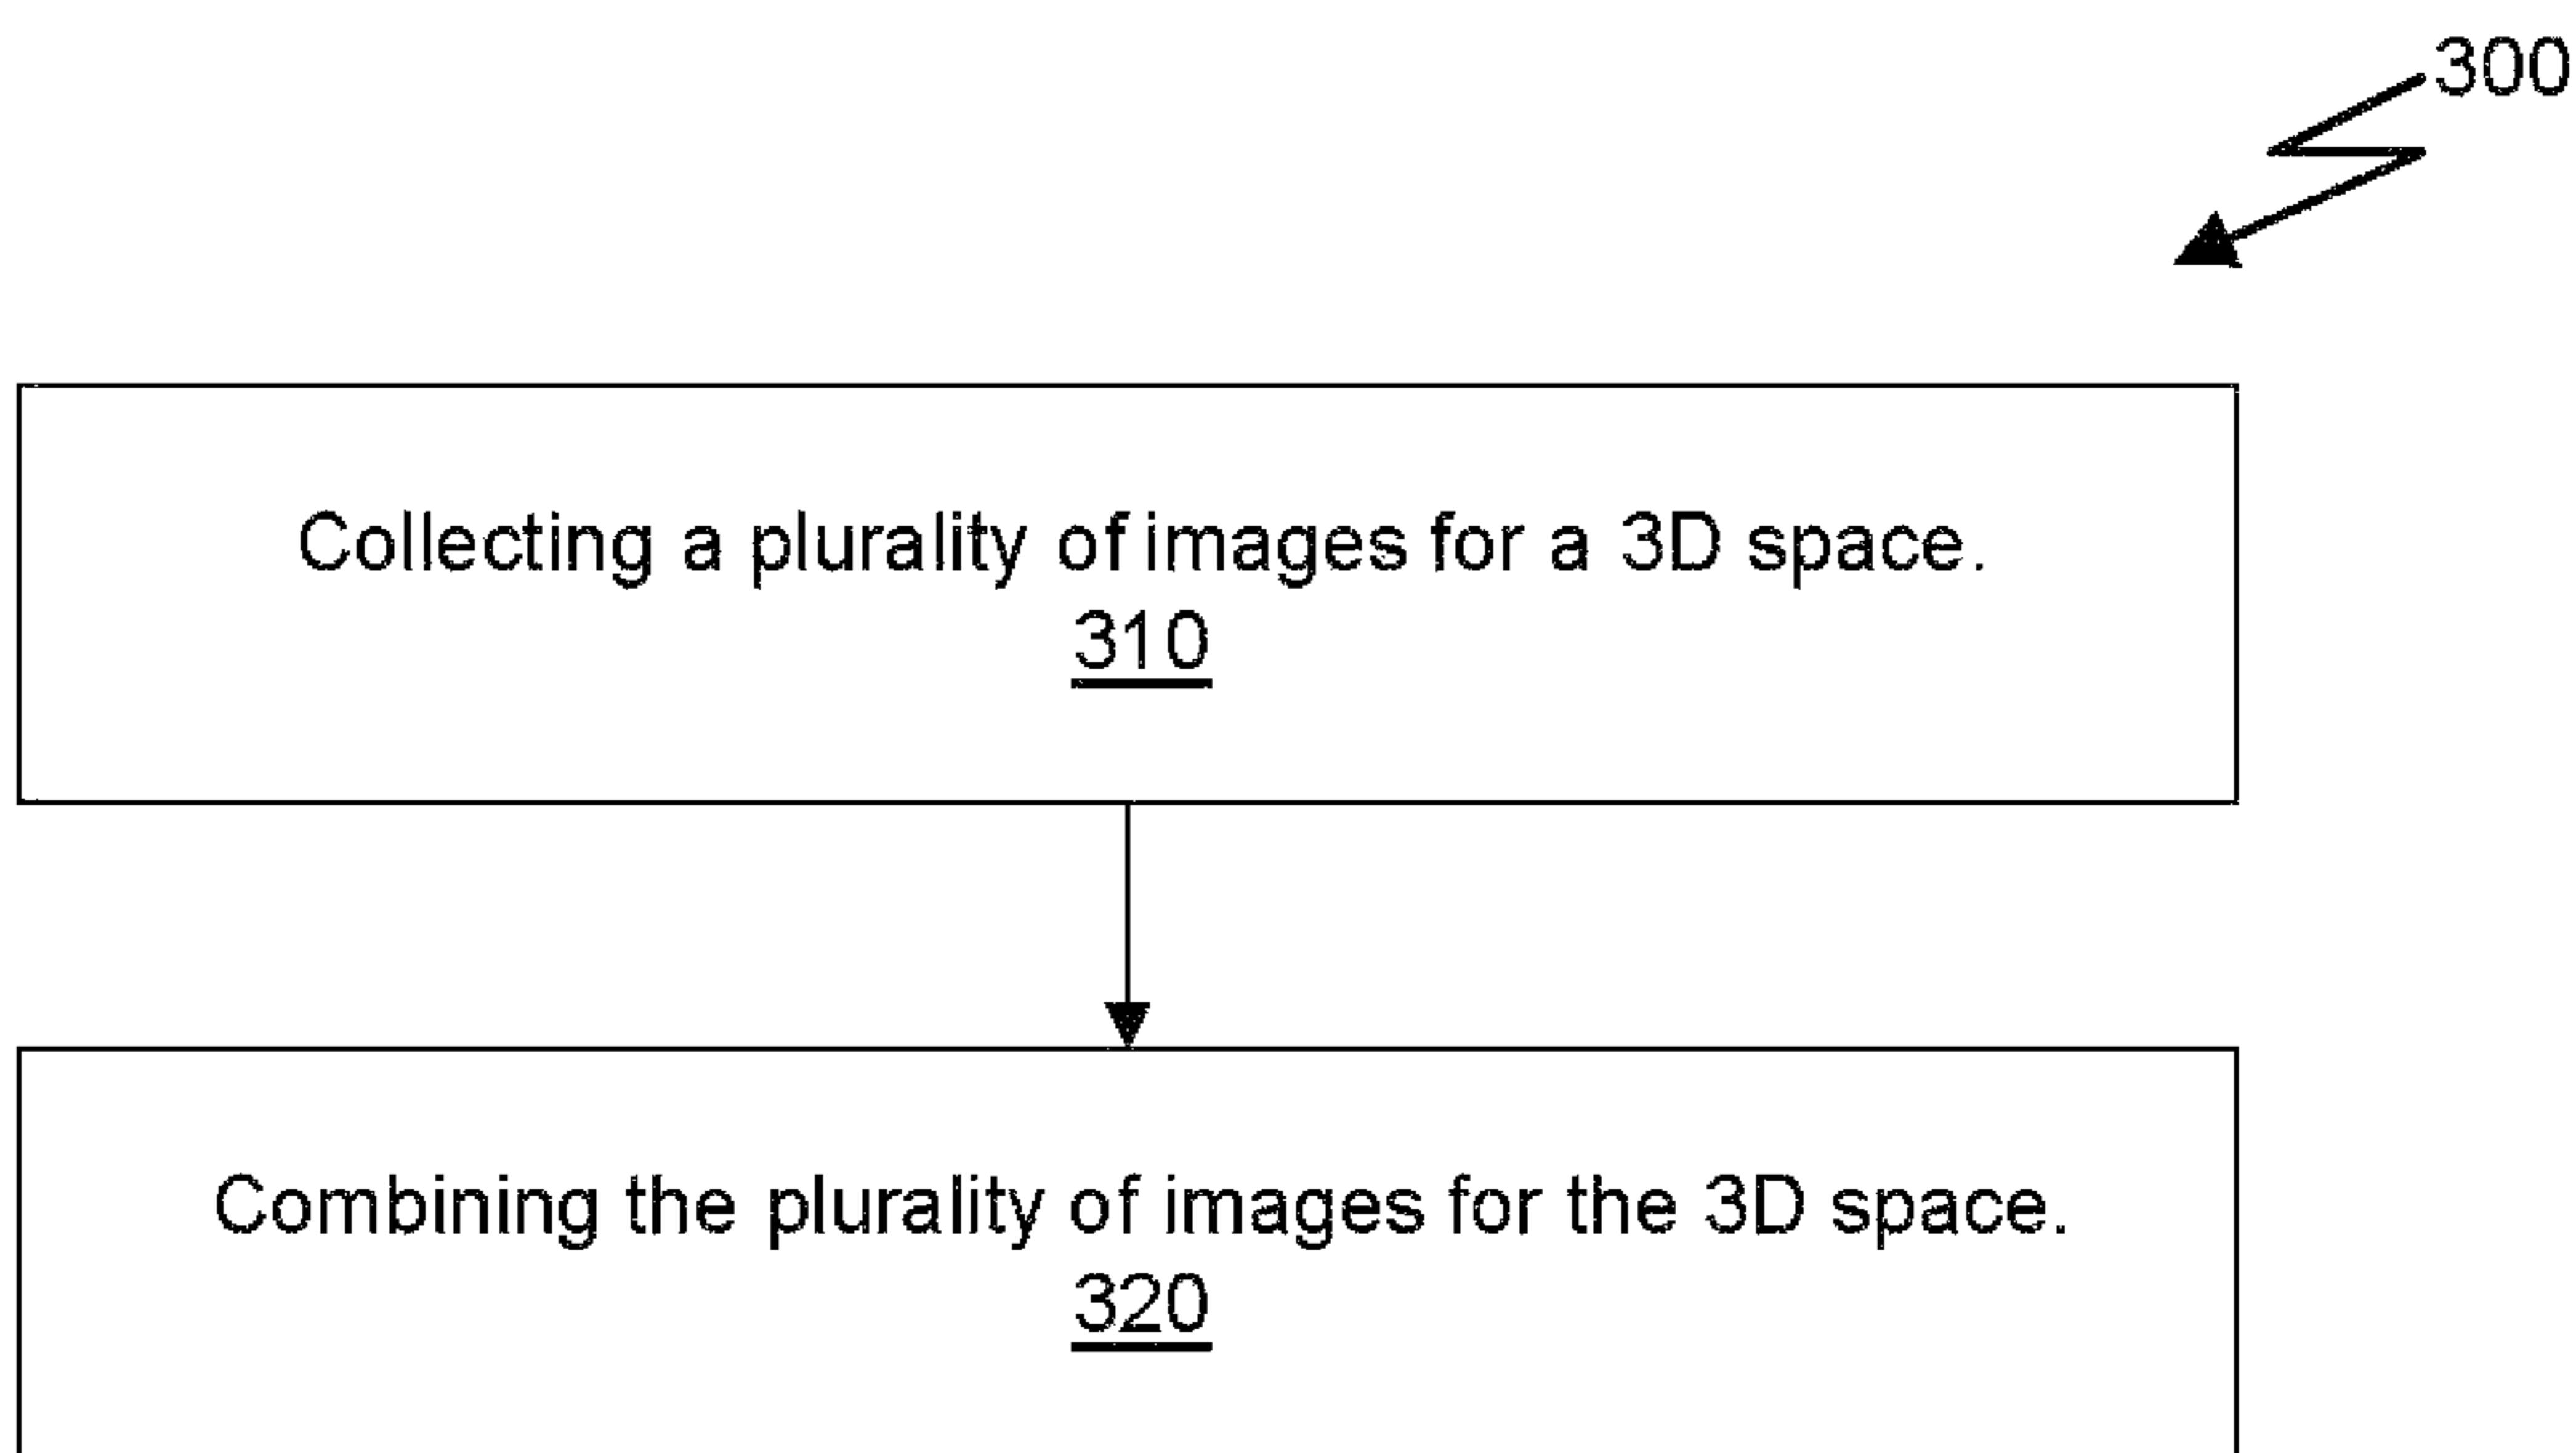 300
Collecting a plurality of images for a 3D space.
310
Combining the plurality of images for the 3D space.
320